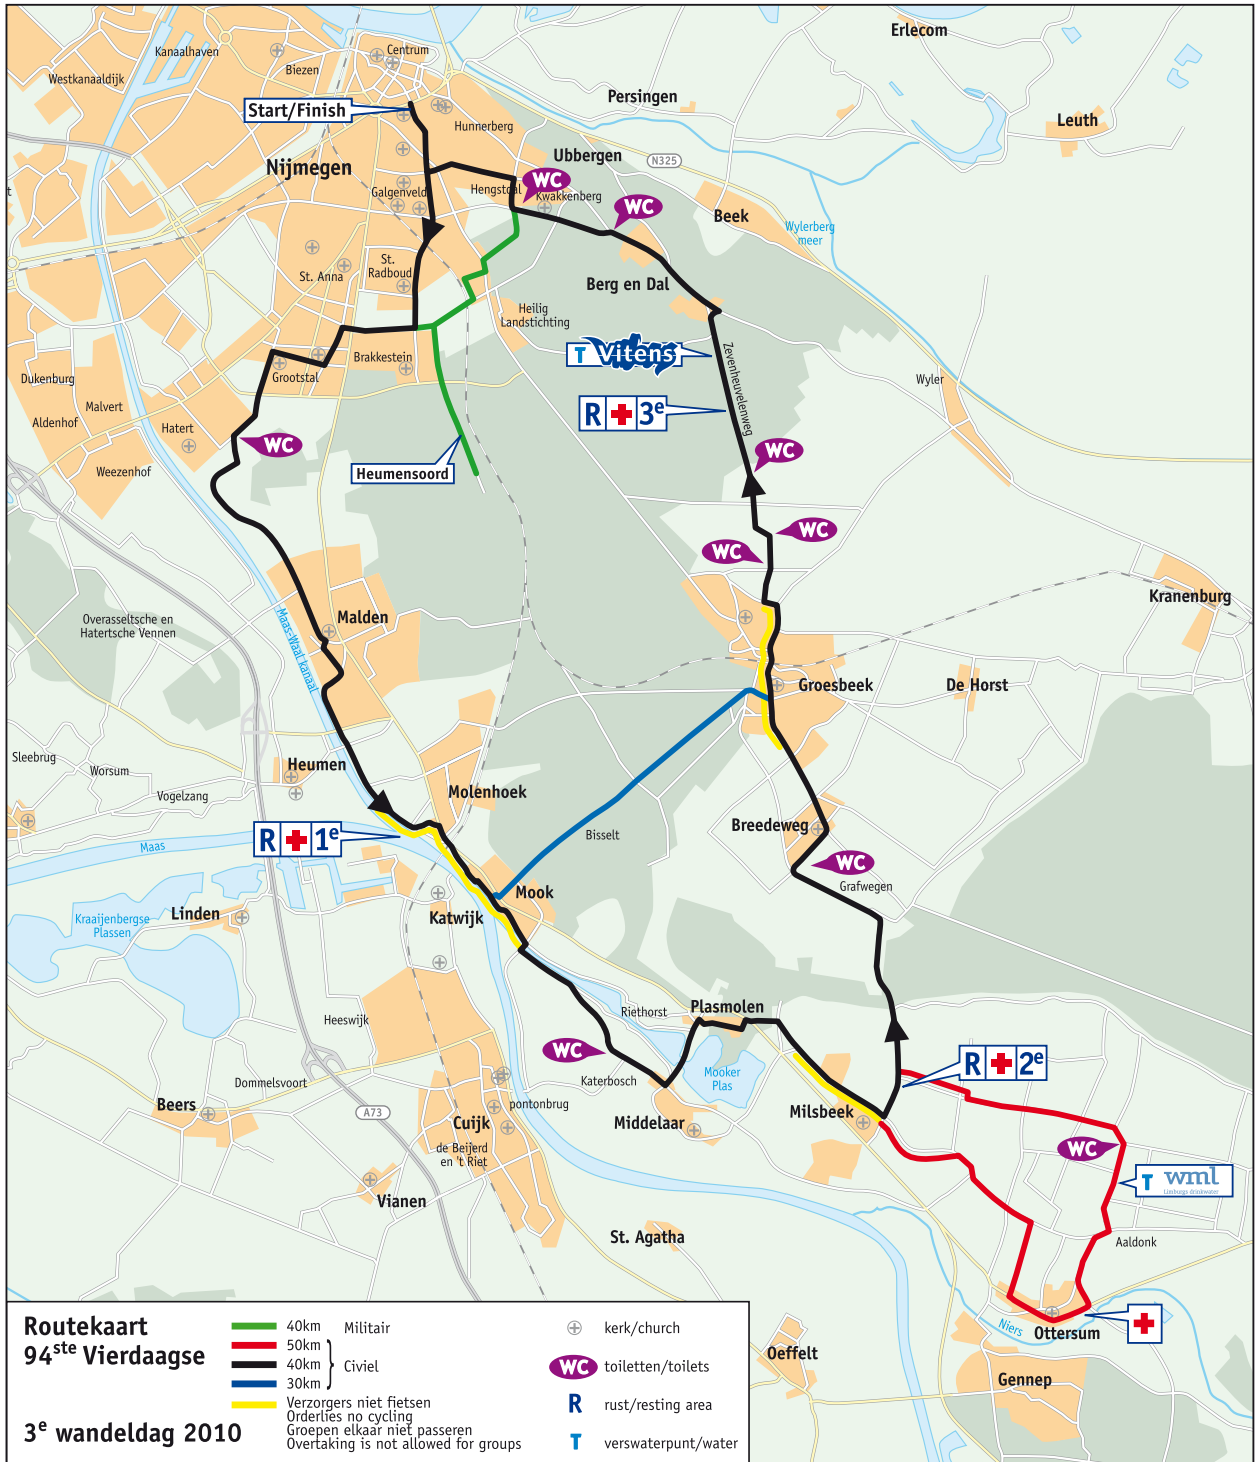 Erlecom
Kanaalhaven
Centrum
Biezen
Westkanaaldijk
Persingen
Start/Finish
Leuth
Hunnerberg
Nijmegen
Ubbergen
N325
Galgenveld
Hengstdal
WC
Kwakkenberg
WC
Beek
Wylerberg
meer
St. Anna
St.
Radboud
Berg en Dal
Heilig
Landstichting
T Vitens
Zevenheuvelenweg
Brakkestein
Grootstal
Dukenburg
Malvert
Aldenhof
Hatert
Wyler
R 3e
WC
WC
Weezenhof
Heumensoord
WC
WC
Kranenburg
Malden
Overasseltsche en
Hatertsche Vennen
Maas-Waal kanaal
Groesbeek
De Horst
Sleebrug
Worsum
Heumen
Vogelzang
Molenhoek
R 1e
Maas
Bisselt
Breedeweg
WC
Grafwegen
Mook
Linden
Kraaijenbergse
Plassen
Katwijk
Heeswijk
Riethorst
Plasmolen
WC
Dommelsvoort
Katerbosch
Mooker
Plas
R 2e
Beers
A73
pontonbrug
Cuijk
Middelaar
Milsbeek
de Beijerd
en 't Riet
WC
T wml
Limburgs drinkwater
Vianen
St. Agatha
Aaldonk
Niers
Ottersum
Oeffelt
Gennep
Routekaart
94ste Vierdaagse
3e wandeldag 2010
40km Militair
50km
40km Civiel
30km
Verzorgers niet fietsen
Orderlies no cycling
Groepen elkaar niet passeren
Overtaking is not allowed for groups
kerk/church
WC toiletten/toilets
R rust/resting area
T verswaterpunt/water